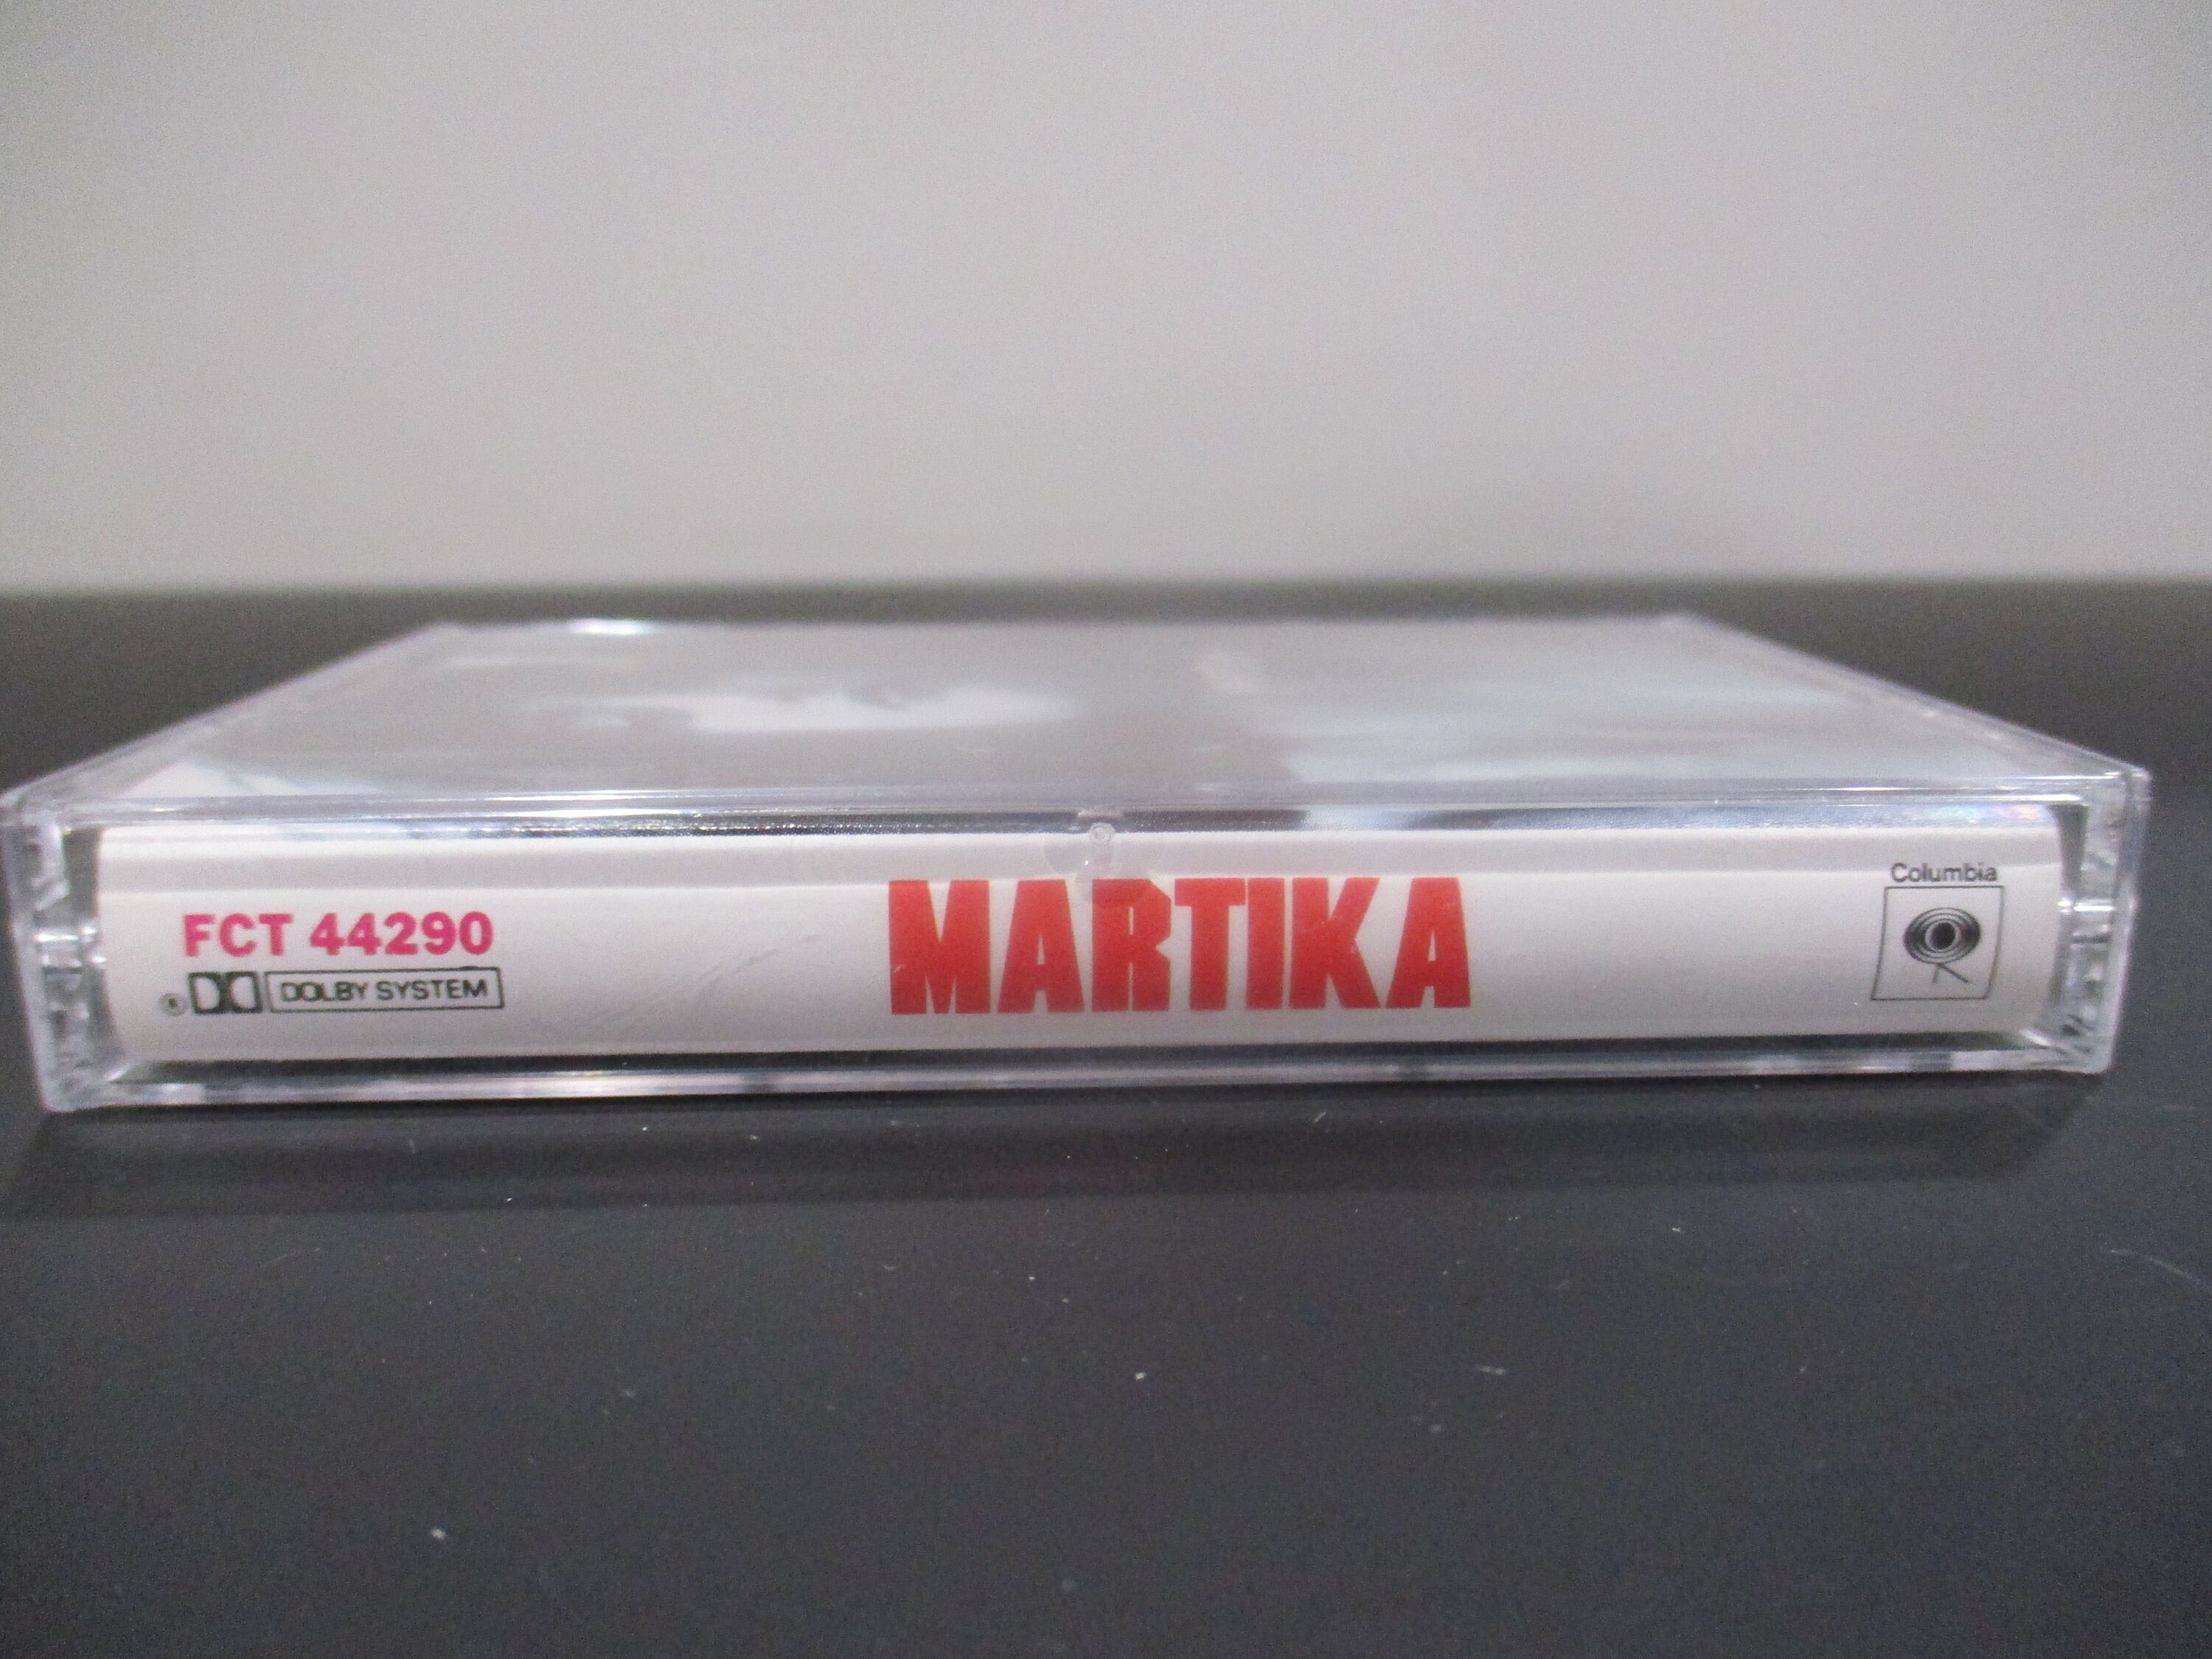 FCT 44290
® DOLBY SYSTEM
MARTIKA
Columbia